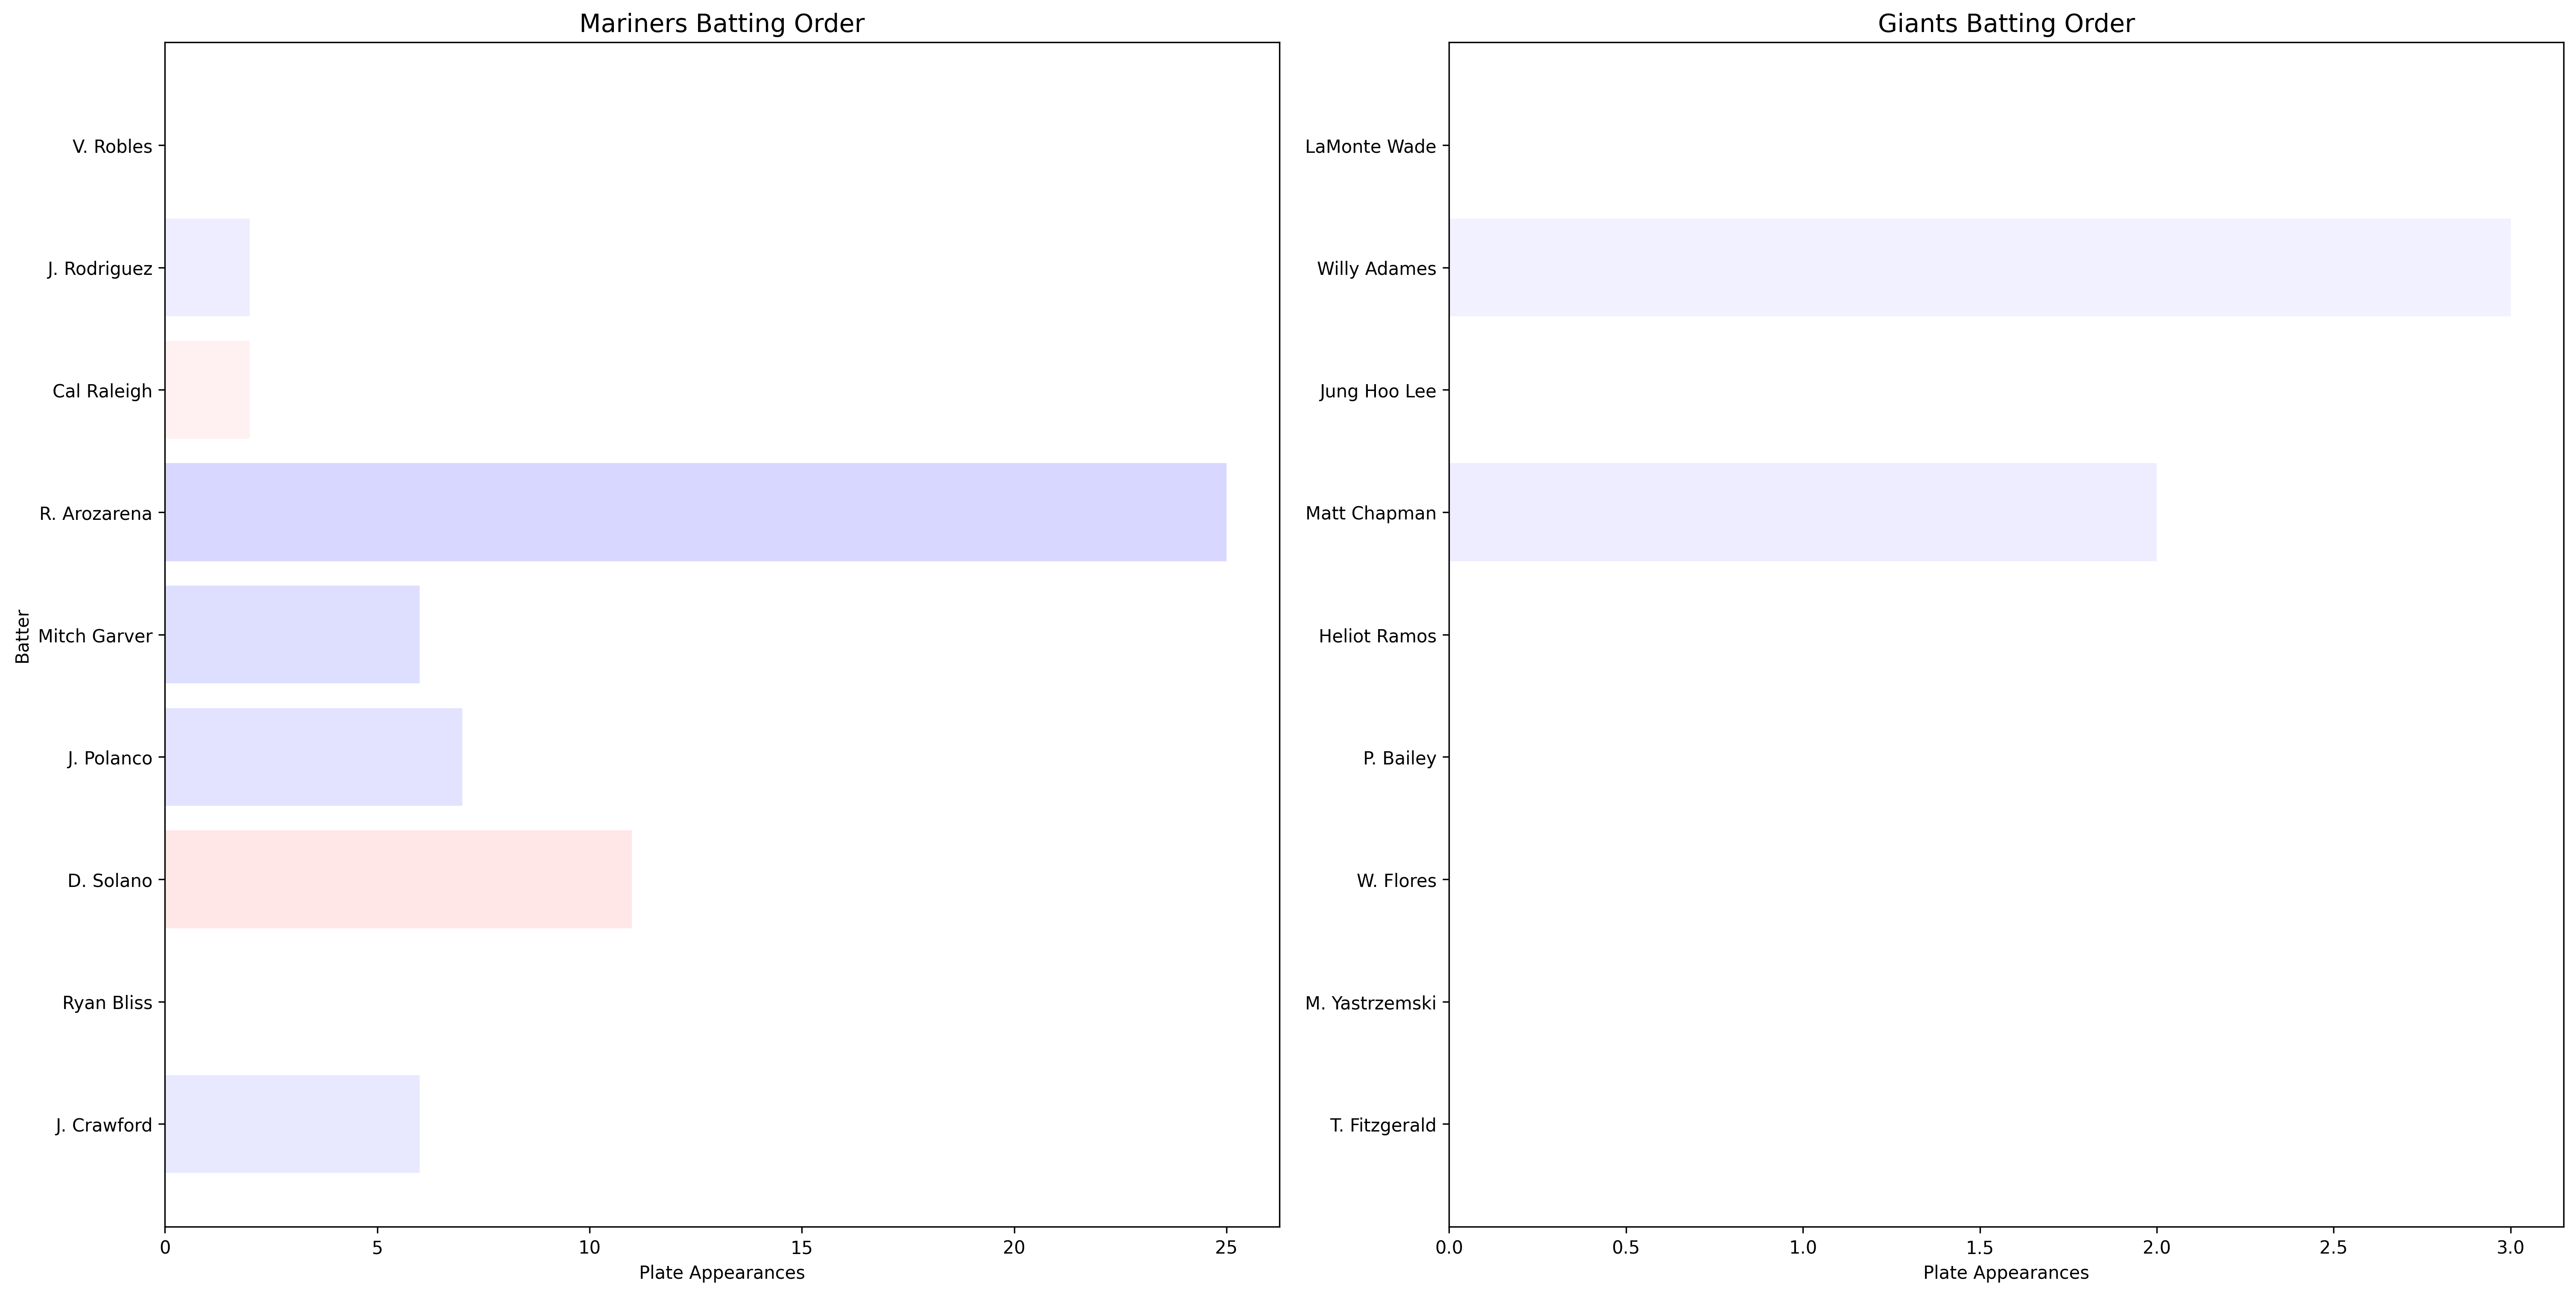 Mariners Batting Order
Batter
V. Robles
J. Rodriguez
Cal Raleigh
R. Arozarena
Mitch Garver
J. Polanco
D. Solano
Ryan Bliss
J. Crawford
0 5 10 15 20 25
Plate Appearances
Giants Batting Order
LaMonte Wade
Willy Adames
Jung Hoo Lee
Matt Chapman
Heliot Ramos
P. Bailey
W. Flores
M. Yastrzemski
T. Fitzgerald
0.0 0.5 1.0 1.5 2.0 2.5 3.0
Plate Appearances